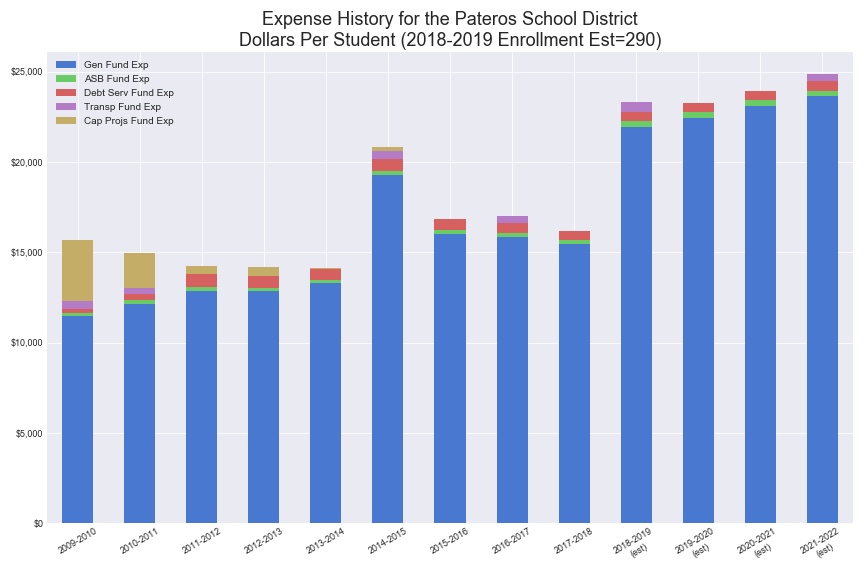 Expense History for the Pateros School District
Dollars Per Student (2018-2019 Enrollment Est=290)
Gen Fund Exp
ASB Fund Exp
Debt Serv Fund Exp
Transp Fund Exp
Cap Projs Fund Exp
$25,000
$20,000
$15,000
$10,000
$5,000
$0
2009-2010
2010-2011
2011-2012
2012-2013
2013-2014
2014-2015
2015-2016
2016-2017
2017-2018
2018-2019
(est)
2019-2020
(est)
2020-2021
(est)
2021-2022
(est)